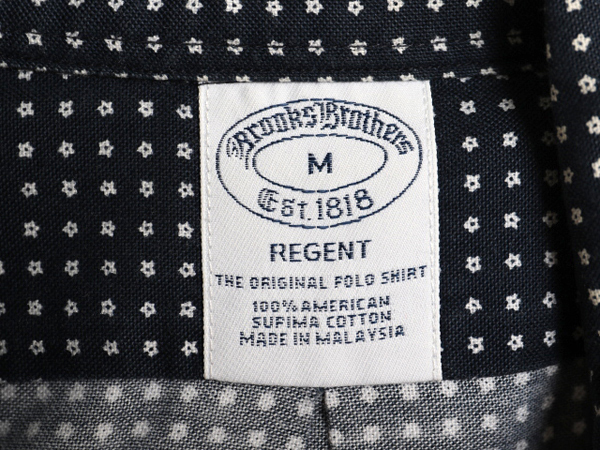 Brooks Brothers
M
Est. 1818
REGENT
THE ORIGINAL POLO SHIRT
100% AMERICAN
SUPIMA COTTON
MADE IN MALAYSIA